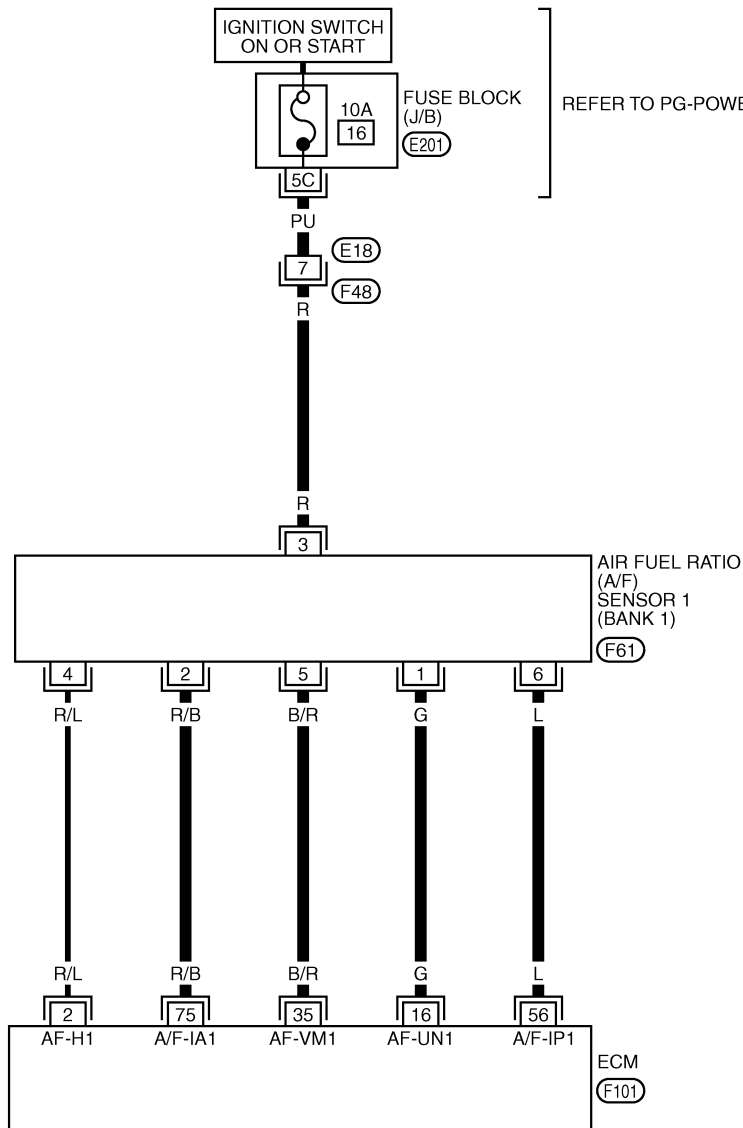 IGNITION SWITCH
ON OR START
FUSE BLOCK
(J/B)
E201
10A
16
REFER TO PG-POWE
5C
PU
E18
7
F48
R
R
3
AIR FUEL RATIO
(A/F)
SENSOR 1
(BANK 1)
F61
4 2 5 1 6
R/L R/B B/R G L
R/L R/B B/R G L
2 75 35 16 56
AF-H1 A/F-IA1 AF-VM1 AF-UN1 A/F-IP1
ECM
F101